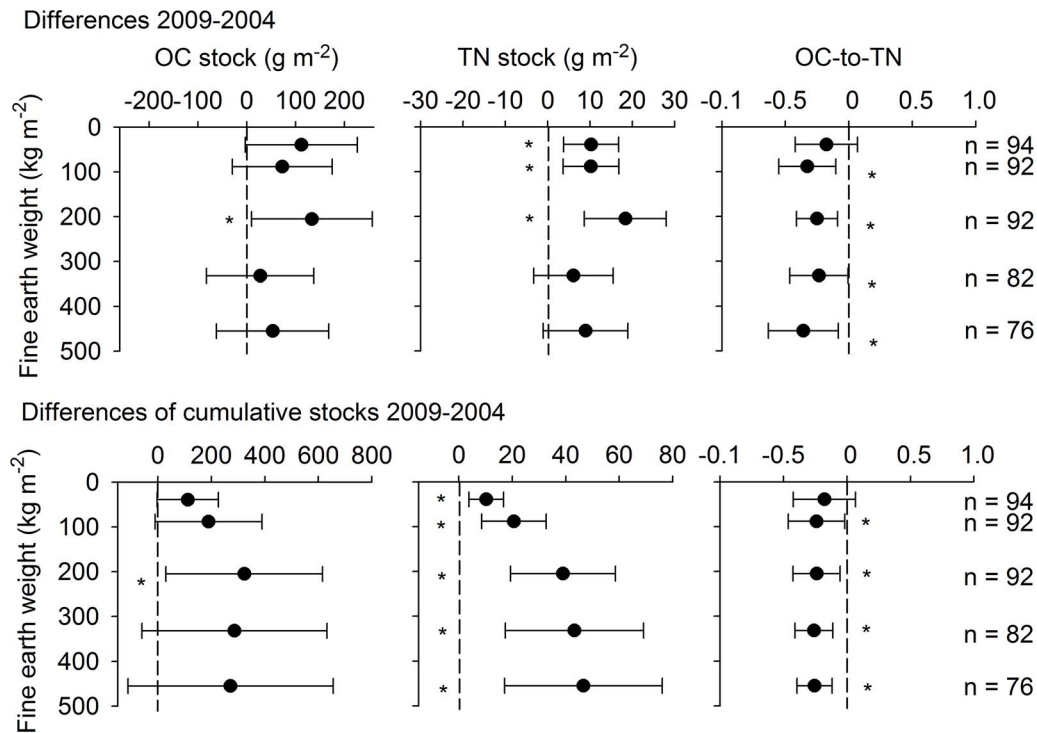 Differences 2009-2004
OC stock (g m-2) TN stock (g m-2) OC-to-TN
-200 -100 0 100 200 -30 -20 -10 0 10 20 30 -0.1 -0.5 0 0.5 1.0
Fine earth weight (kg m-2)
0
100
200
300
400
500
* * * * * * * *
n = 94
n = 92
n = 92
n = 82
n = 76
Differences of cumulative stocks 2009-2004
0 200 400 600 800 0 20 40 60 80 -0.1 -0.5 0 0.5 1.0
Fine earth weight (kg m-2)
0
100
200
300
400
500
* * * * * * * * * *
n = 94
n = 92
n = 92
n = 82
n = 76